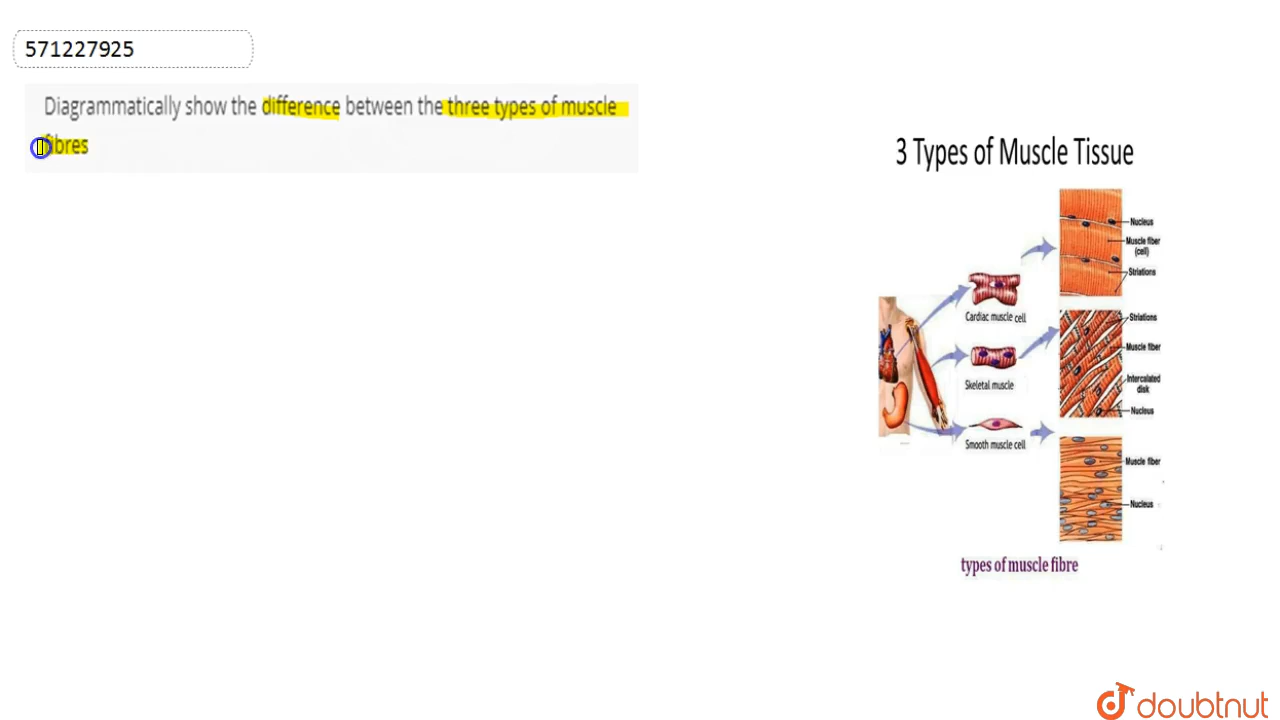 571227925
Diagrammatically show the difference between the three types of muscle
fibres
3 Types of Muscle Tissue
Nucleus
Muscle fiber
(cell)
Striations
Cardiac muscle cell
Striations
Muscle fiber
Skeletal muscle
Intercalated
disk
Nucleus
Smooth muscle cell
Muscle fiber
Nucleus
types of muscle fibre
doubtnut